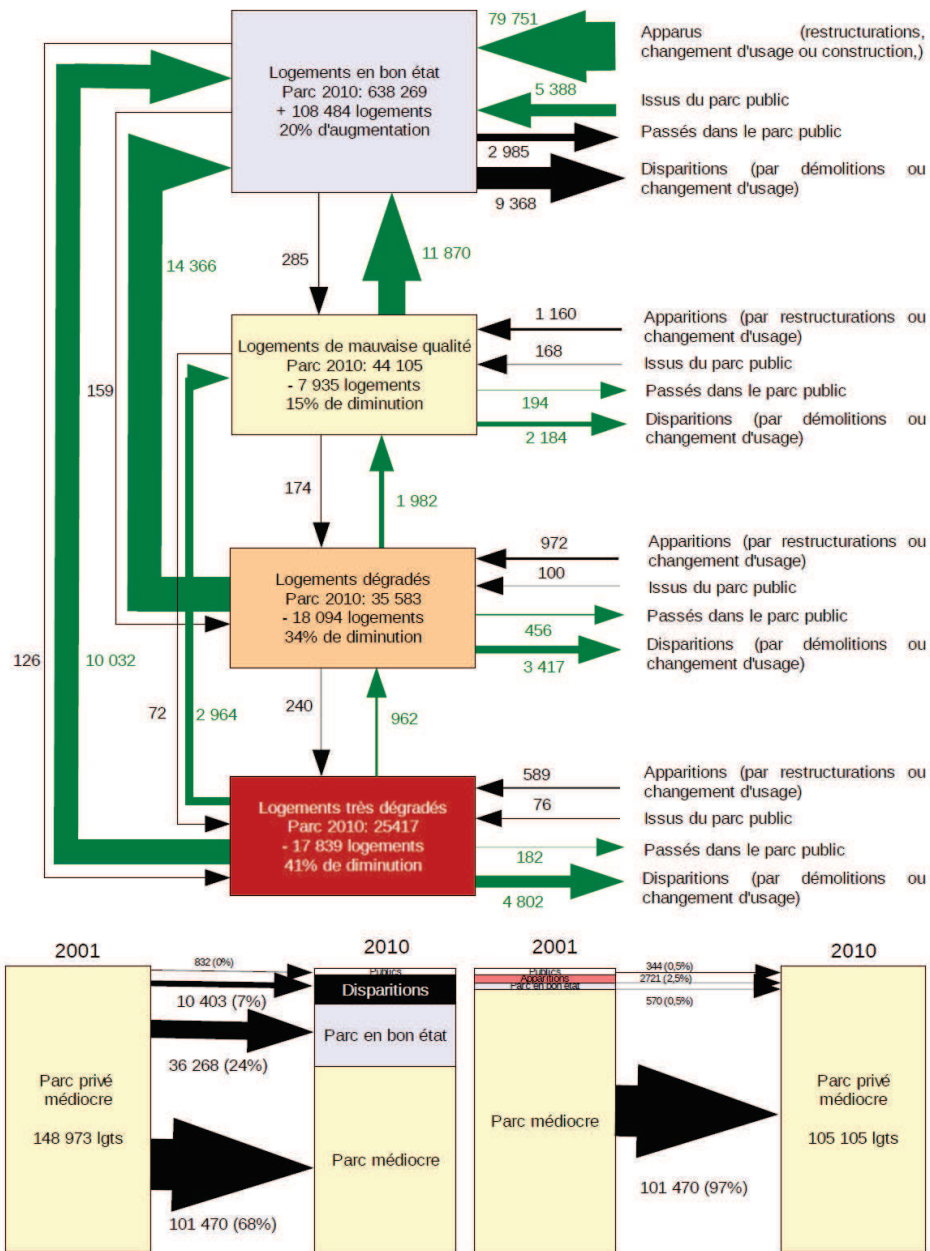 79 751
Apparus (restructurations,
changement d'usage ou construction,)
Logements en bon état
Parc 2010: 638 269
+ 108 484 logements
20% d'augmentation
5 388
Issus du parc public
Passés dans le parc public
2 985
Disparitions (par démolitions ou
changement d'usage)
9 368
14 366
285
11 870
159
Logements de mauvaise qualité
Parc 2010: 44 105
- 7 935 logements
15% de diminution
1 160
Apparitions (par restructurations ou
changement d'usage)
168
Issus du parc public
Passés dans le parc public
194
Disparitions (par démolitions ou
changement d'usage)
2 184
174
1 982
Logements dégradés
Parc 2010: 35 583
- 18 094 logements
34% de diminution
972
Apparitions (par restructurations ou
changement d'usage)
100
Issus du parc public
Passés dans le parc public
456
Disparitions (par démolitions ou
changement d'usage)
3 417
126
10 032
72
2 964
240
962
Logements très dégradés
Parc 2010: 25417
- 17 839 logements
41% de diminution
589
Apparitions (par restructurations ou
changement d'usage)
76
Issus du parc public
Passés dans le parc public
182
Disparitions (par démolitions ou
changement d'usage)
4 802
2001
2010
Parc privé
médiocre
148 973 lgts
832 (0%)
10 403 (7%)
36 268 (24%)
101 470 (68%)
Publics
Disparitions
Parc en bon état
Parc médiocre
2001
2010
Publics
Apparitions
Parc en bon état
Parc médiocre
344 (0,5%)
2721 (2,5%)
570 (0,5%)
101 470 (97%)
Parc privé
médiocre
105 105 lgts